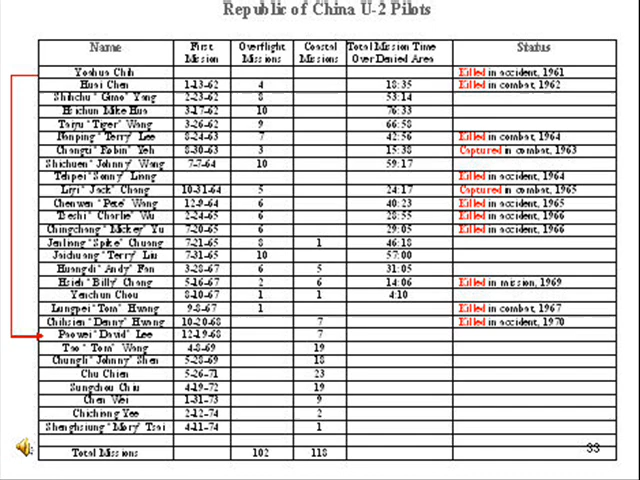 Republic of China U-2 Pilots
Name First Mission Overflight Missions Coastal Missions Total Mission Time Over Denied Area Status
Yaohua Chih Killed in accident, 1961
Huai Chen 1-13-62 4 18:35 Killed in combat, 1962
Shihchu "Gimo" Yang 2-23-62 8 53:14
Hsichun Mike Hua 3-17-62 10 76:33
Taiyu "Tiger" Wang 3-26-62 9 66:58
Nanping "Terry" Lee 8-24-63 7 42:56 Killed in combat, 1964
Changti "Robin" Yeh 8-30-63 3 15:38 Captured in combat, 1963
Shichuen "Johnny" Wang 7-7-64 10 59:17
Tehpei "Sonny" Liang Killed in accident, 1964
Liyi "Jack" Chang 10-31-64 5 24:17 Captured in combat, 1965
Chenwen "Pete" Wang 12-9-64 6 40:23 Killed in accident, 1965
Tseshi "Charlie" Wu 2-24-65 6 28:55 Killed in accident, 1966
Chingchang "Mickey" Yu 7-20-65 6 29:05 Killed in accident, 1966
Jenliang "Spike" Chuang 7-21-65 8 1 46:18
Jaichuang "Terry" Liu 7-31-65 10 57:00
Huangdi "Andy" Fan 3-28-67 6 5 31:05
Hsieh "Billy" Chang 5-16-67 2 6 14:06 Killed in mission, 1969
Yenchun Chou 8-10-67 1 1 4:10
Lungpei "Tom" Hwang 9-8-67 1 Killed in combat, 1967
Chihsien "Denny" Hwang 10-20-68 7 Killed in accident, 1970
Paowei "David" Lee 12-19-68 7
Tao "Tom" Wang 4-8-69 19
Chungli "Johnny" Shen 5-28-69 18
Chu Chien 5-26-71 23
Sungchou Chiu 4-19-72 19
Chen Wei 1-31-73 9
Chichiang Yee 2-12-74 2
Shenghsiung "Mory" Tsai 4-11-74 1
33
Total Missions 102 118